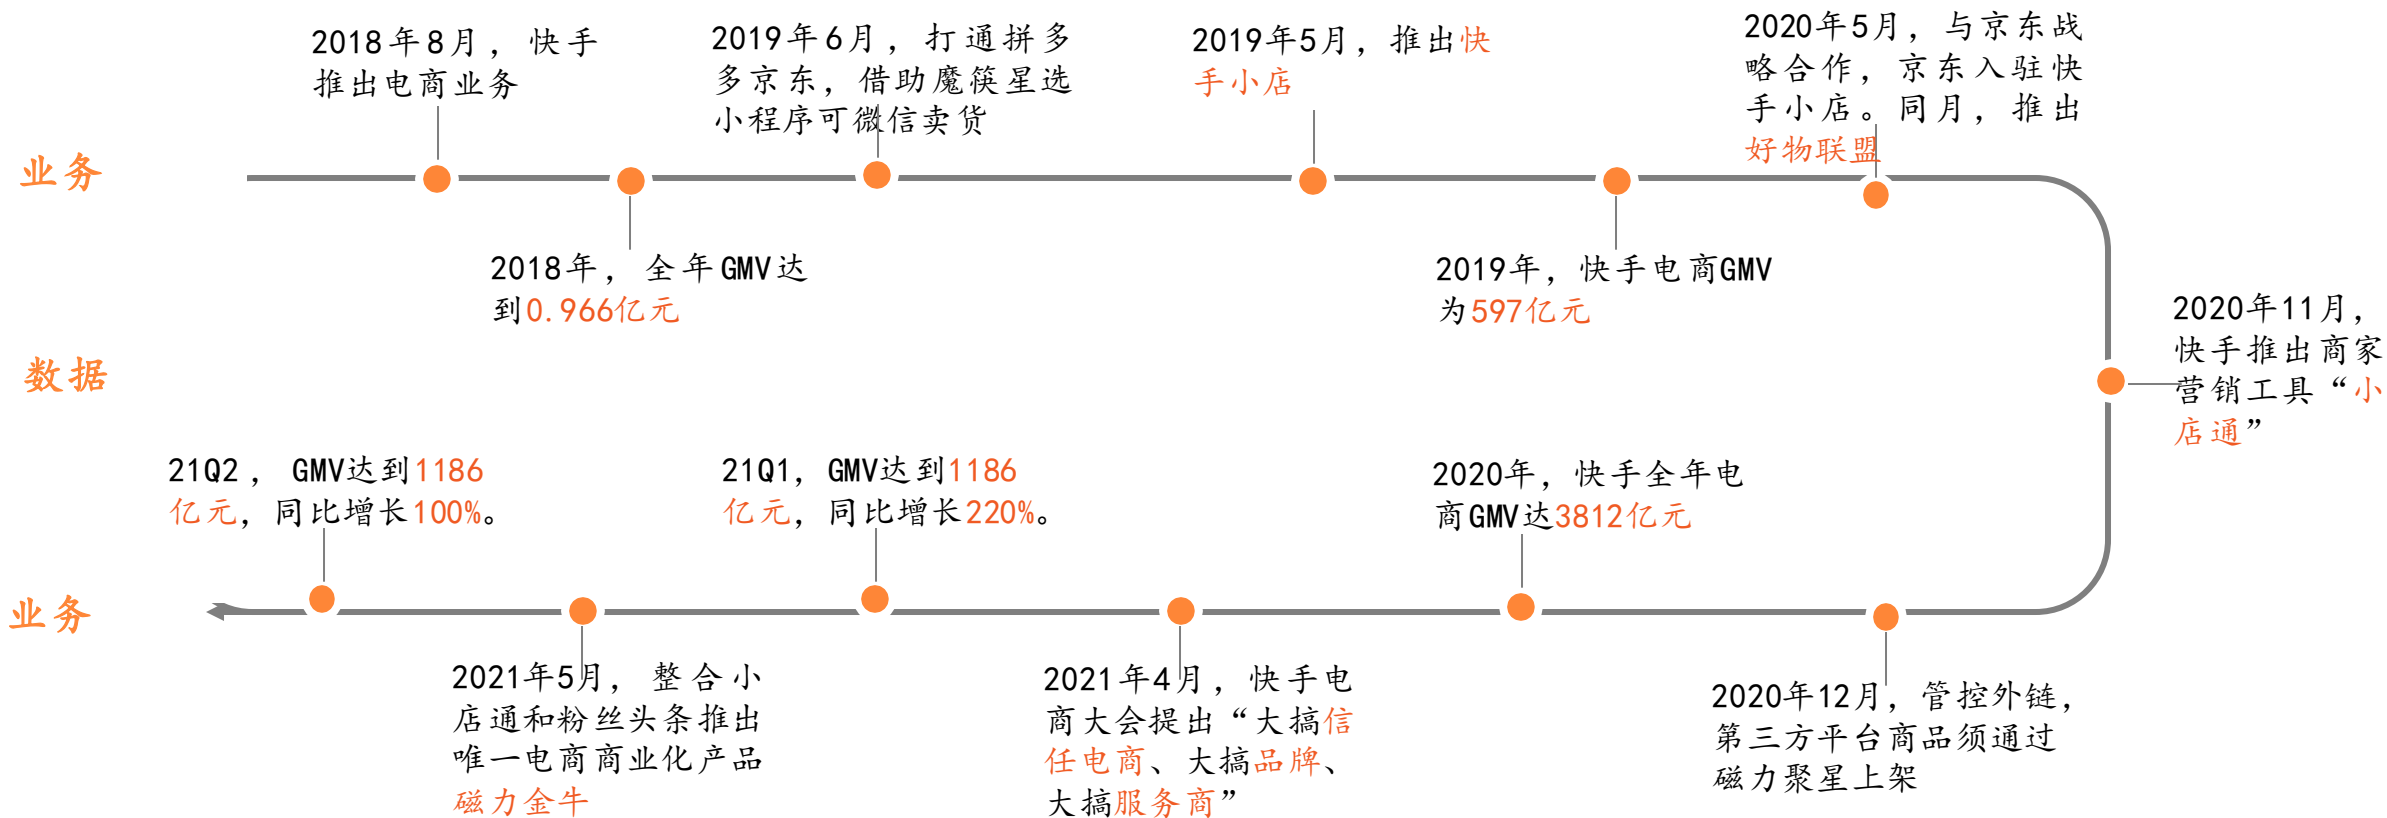 2018年8月，快手
推出电商业务
2019年6月，打通拼多
多京东，借助魔筷星选
小程序可微信卖货
2019年5月，推出快
手小店
2020年5月，与京东战
略合作，京东入驻快
手小店。同月，推出
好物联盟
业务
2018年，全年GMV达
到0.966亿元
2019年，快手电商GMV
为597亿元
2020年11月，
快手推出商家
营销工具“小
店通”
数据
21Q2，GMV达到1186
亿元，同比增长100%。
21Q1，GMV达到1186
亿元，同比增长220%。
2020年，快手全年电
商GMV达3812亿元
业务
2021年5月，整合小
店通和粉丝头条推出
唯一电商商业化产品
磁力金牛
2021年4月，快手电
商大会提出“大搞信
任电商、大搞品牌、
大搞服务商”
2020年12月，管控外链，
第三方平台商品须通过
磁力聚星上架